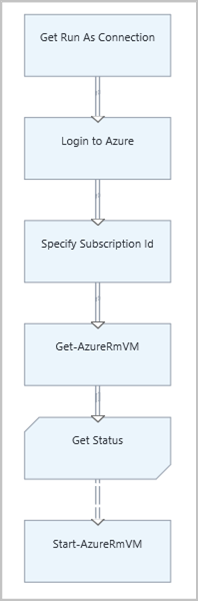 Get Run As Connection
Login to Azure
Specify Subscription Id
Get-AzureRmVM
Get Status
Start-AzureRmVM